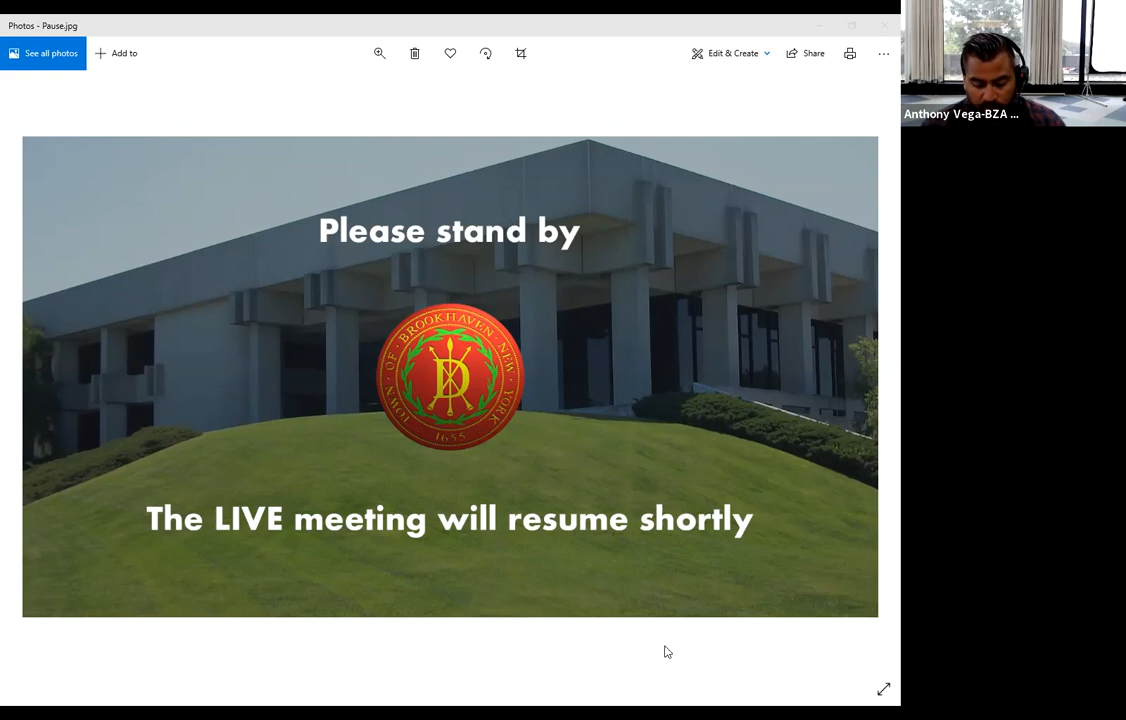 Photos - Pause.jpg
See all photos
Add to
Edit & Create
Share
Anthony Vega-BZA ...
Please stand by
TOWN · OF · BROOKHAVEN · NEW · YORK
D
1655
The LIVE meeting will resume shortly